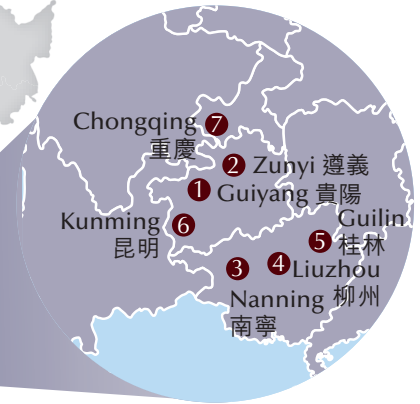 Chongqing 7
重慶
2 Zunyi 遵義
1 Guiyang 貴陽
Kunming 6
昆明
Guilin
5 桂林
3
4 Liuzhou
柳州
Nanning
南寧